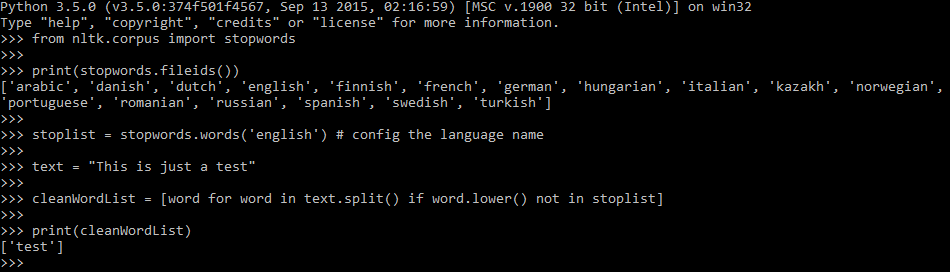 Python 3.5.0 (v3.5.0:374f501f4567, Sep 13 2015, 02:16:59) [MSC v.1900 32 bit (Intel)] on win32
Type "help", "copyright", "credits" or "license" for more information.
>>> from nltk.corpus import stopwords
>>>
>>> print(stopwords.fileids())
['arabic', 'danish', 'dutch', 'english', 'finnish', 'french', 'german', 'hungarian', 'italian', 'kazakh', 'norwegian',
'portuguese', 'romanian', 'russian', 'spanish', 'swedish', 'turkish']
>>>
>>> stoplist = stopwords.words('english') # config the language name
>>>
>>> text = "This is just a test"
>>>
>>> cleanWordList = [word for word in text.split() if word.lower() not in stoplist]
>>>
>>> print(cleanWordList)
['test']
>>>